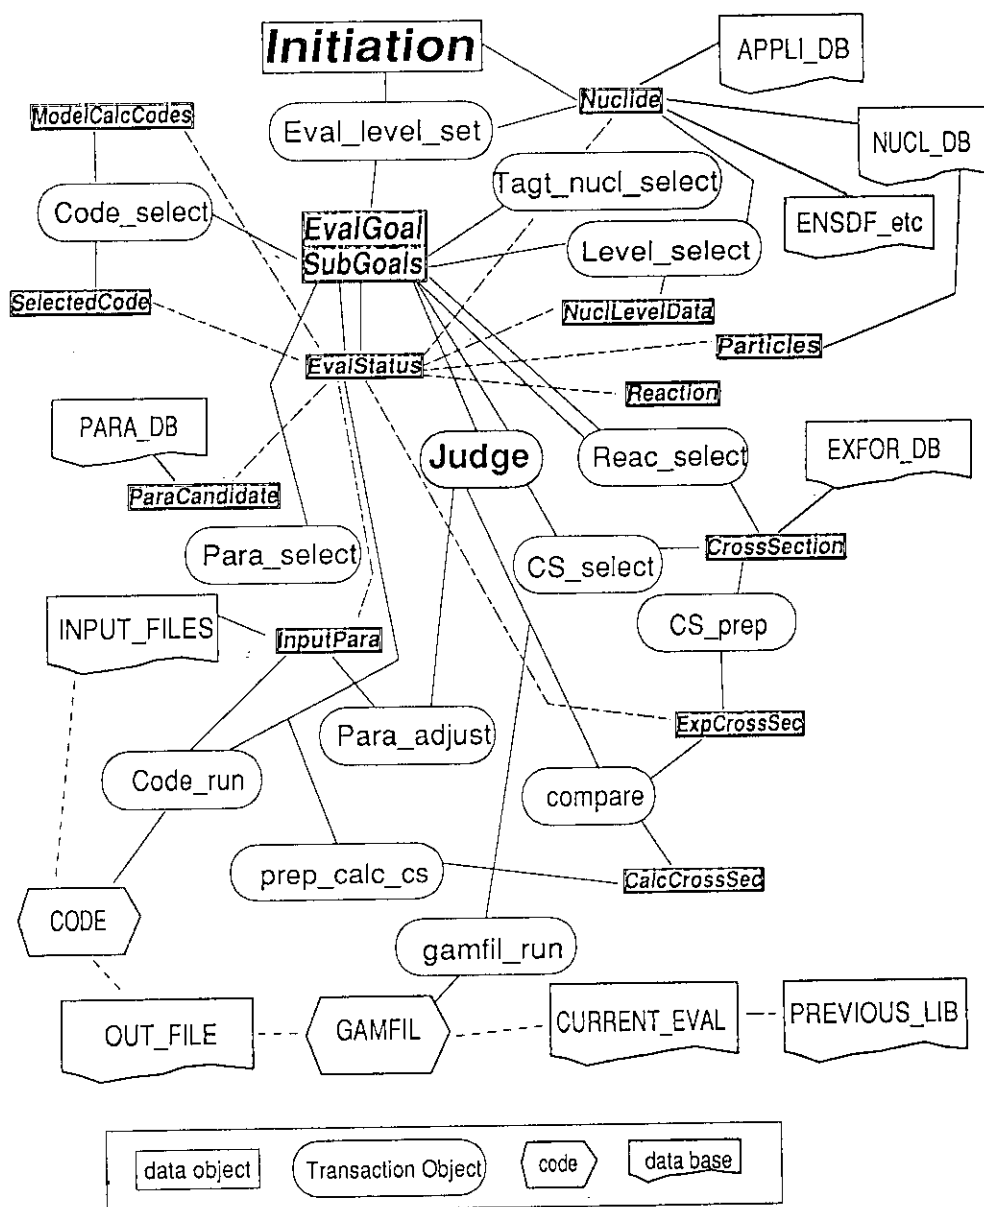 Initiation
APPLI_DB
Nuclide
ModelCalcCodes
Eval_level_set
NUCL_DB
Tagt_nucl_select
Code_select
EvalGoal
ENSDF_etc
Level_select
SubGoals
SelectedCode
NuclLevelData
Particles
EvalStatus
Reaction
PARA_DB
Judge
Reac_select
EXFOR_DB
ParaCandidate
Para_select
CS_select
CrossSection
INPUT_FILES
InputPara
CS_prep
Para_adjust
ExpCrossSec
Code_run
compare
prep_calc_cs
CalcCrossSec
CODE
gamfil_run
OUT_FILE
GAMFIL
CURRENT_EVAL
PREVIOUS_LIB
data object
Transaction Object
code
data base